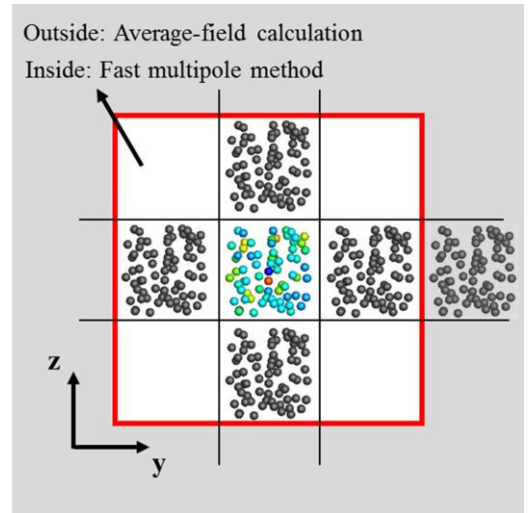 Outside: Average-field calculation
Inside: Fast multipole method
z
y